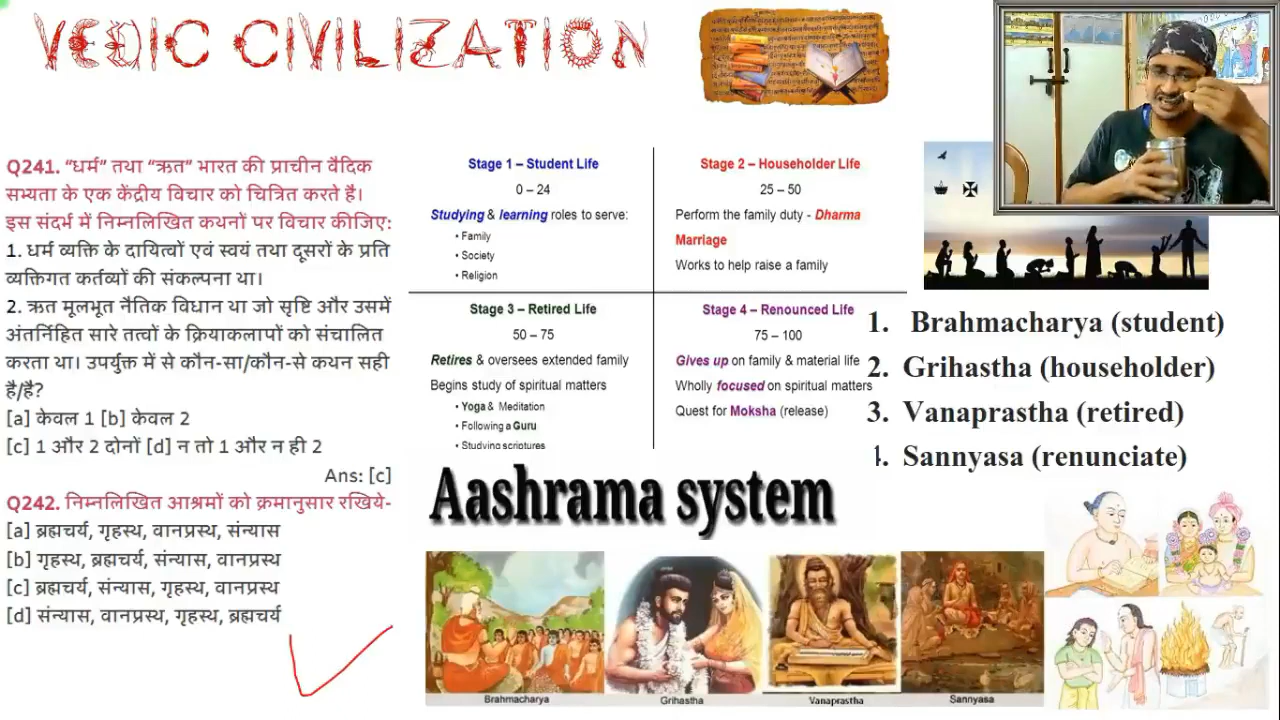 VEDIC CIVILIZATION
Q241. “धर्म” तथा “ऋत” भारत की प्राचीन वैदिक
सभ्यता के एक केंद्रीय विचार को चित्रित करते है।
इस संदर्भ में निम्नलिखित कथनों पर विचार कीजिए:
1. धर्म व्यक्ति के दायित्वों एवं स्वयं तथा दूसरों के प्रति
व्यक्तिगत कर्तव्यों की संकल्पना था।
2. ऋत मूलभूत नैतिक विधान था जो सृष्टि और उसमें
अंतर्निहित सारे तत्वों के क्रियाकलापों को संचालित
करता था। उपर्युक्त में से कौन-सा/कौन-से कथन सही
है/है?
[a] केवल 1 [b] केवल 2
[c] 1 और 2 दोनों [d] न तो 1 और न ही 2
Ans: [c]
Q242. निम्नलिखित आश्रमों को क्रमानुसार रखिये-
[a] ब्रह्मचर्य, गृहस्थ, वानप्रस्थ, संन्यास
[b] गृहस्थ, ब्रह्मचर्य, संन्यास, वानप्रस्थ
[c] ब्रह्मचर्य, संन्यास, गृहस्थ, वानप्रस्थ
[d] संन्यास, वानप्रस्थ, गृहस्थ, ब्रह्मचर्य
Stage 1 – Student Life
0 – 24
Studying & learning roles to serve:
• Family
• Society
• Religion
Stage 2 – Householder Life
25 – 50
Perform the family duty - Dharma
Marriage
Works to help raise a family
Stage 3 – Retired Life
50 – 75
Retires & oversees extended family
Begins study of spiritual matters
• Yoga & Meditation
• Following a Guru
• Studying scriptures
Stage 4 – Renounced Life
75 – 100
Gives up on family & material life
Wholly focused on spiritual matters
Quest for Moksha (release)
1. Brahmacharya (student)
2. Grihastha (householder)
3. Vanaprastha (retired)
4. Sannyasa (renunciate)
Aashrama system
Brahmacharya
Grihastha
Vanaprastha
Sannyasa